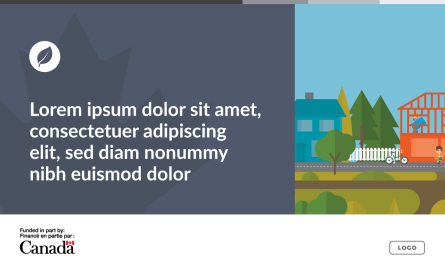 Lorem ipsum dolor sit amet,
consectetuer adipiscing
elit, sed diam nonummy
nibh euismod dolor
Funded in part by:
Financé en partie par :
Canada
LOGO